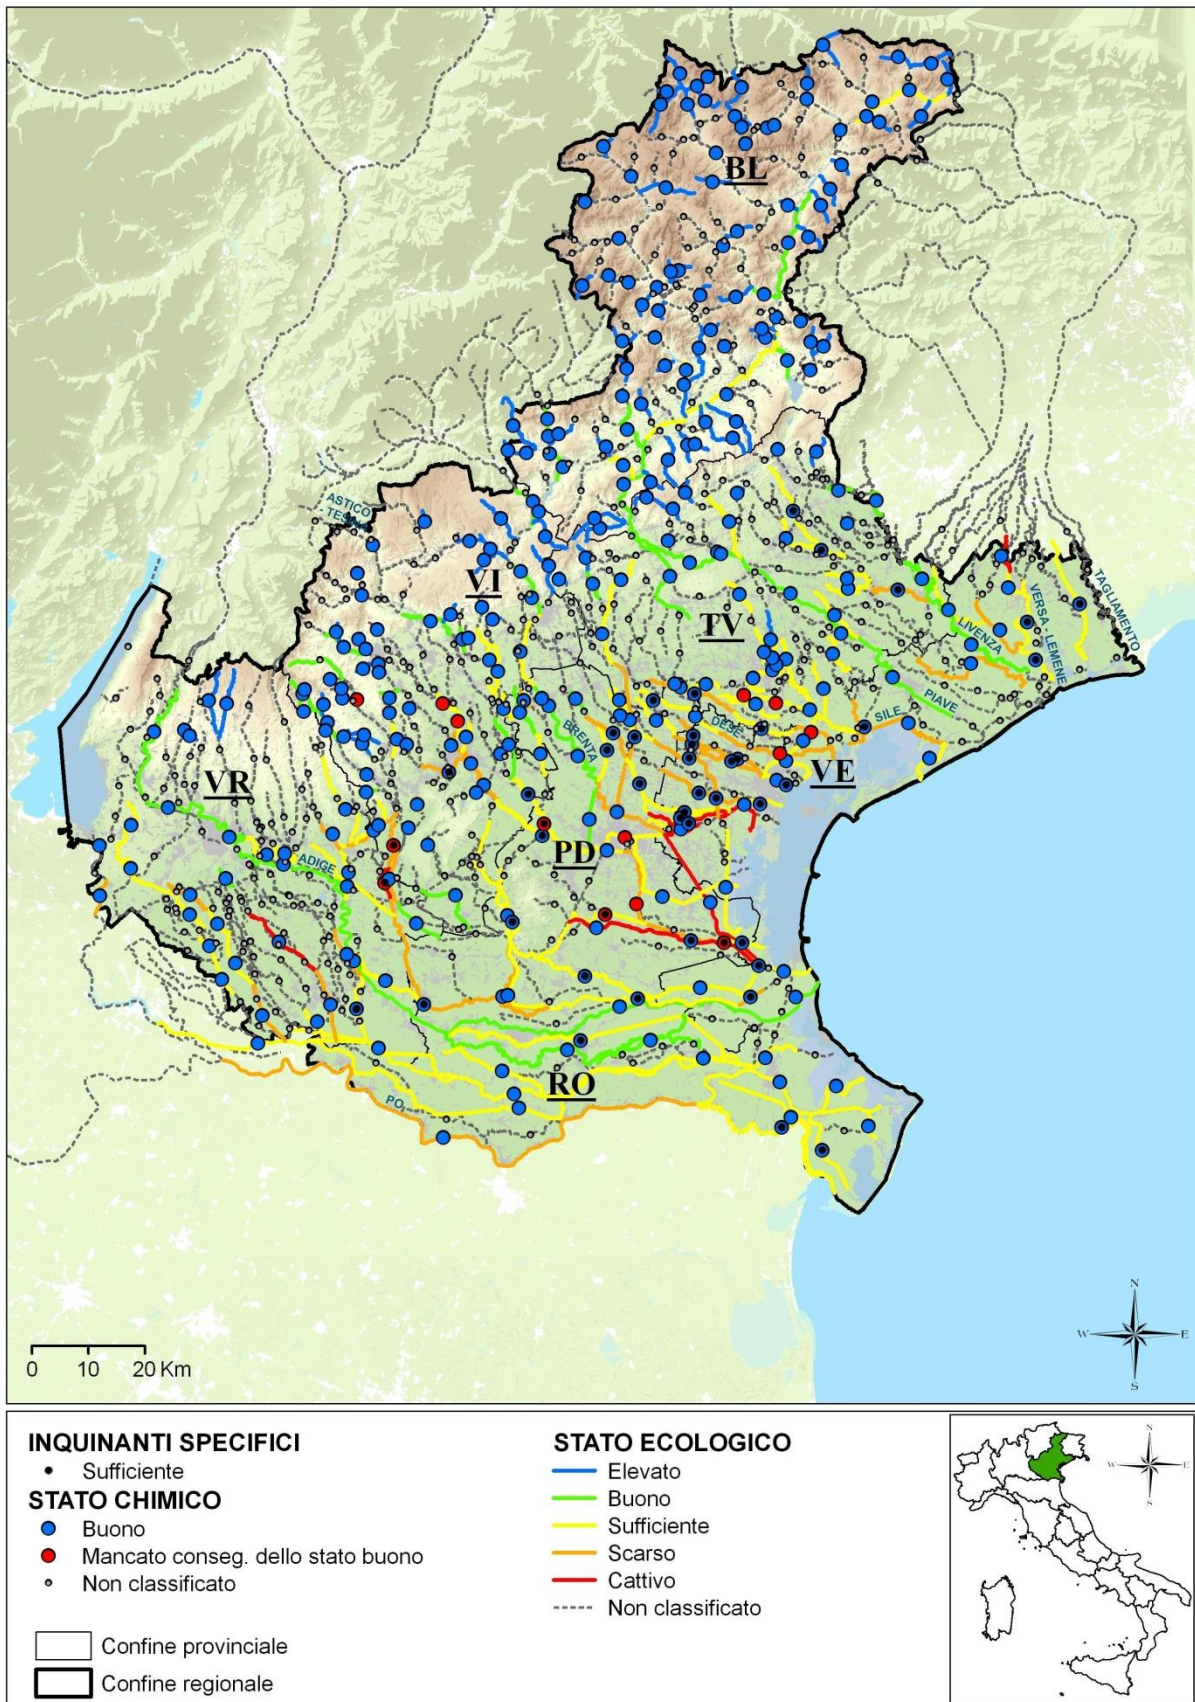 BL
ASTICO
- TESINA
VI
TV
TAGLIAMENTO
VERSA - LEMENE
LIVENZA
PIAVE
SILE
DESE
BRENTA
VR
VE
PD
ADIGE
RO
PO
N
W
E
S
0
10
20 Km
INQUINANTI SPECIFICI
Sufficiente
STATO CHIMICO
Buono
Mancato conseg. dello stato buono
Non classificato
Confine provinciale
Confine regionale
STATO ECOLOGICO
Elevato
Buono
Sufficiente
Scarso
Cattivo
Non classificato
N
W
E
S